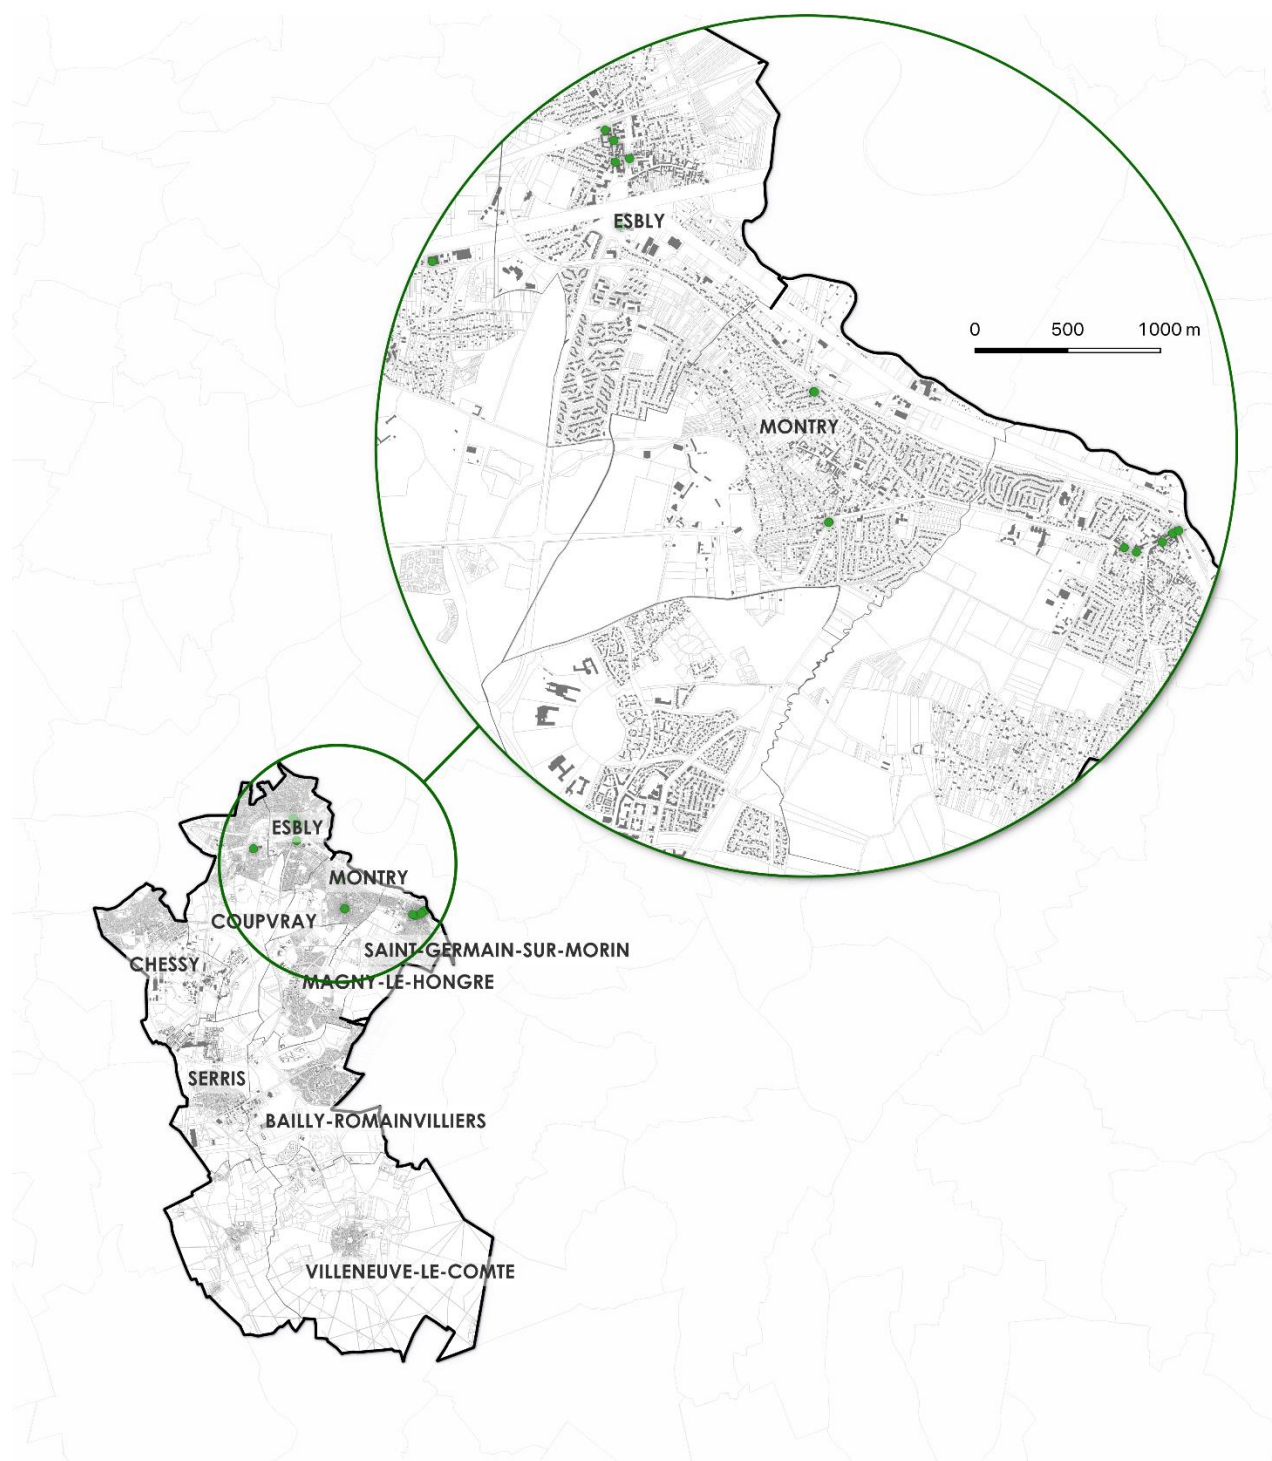 ESBLY
0 500 1000 m
MONTRY
ESBLY
MONTRY
COUPVRAY
SAINT-GERMAIN-SUR-MORIN
CHESSY
MAGNY-LE-HONGRE
SERRIS
BAILLY-ROMAINVILLIERS
VILLENEUVE-LE-COMTE